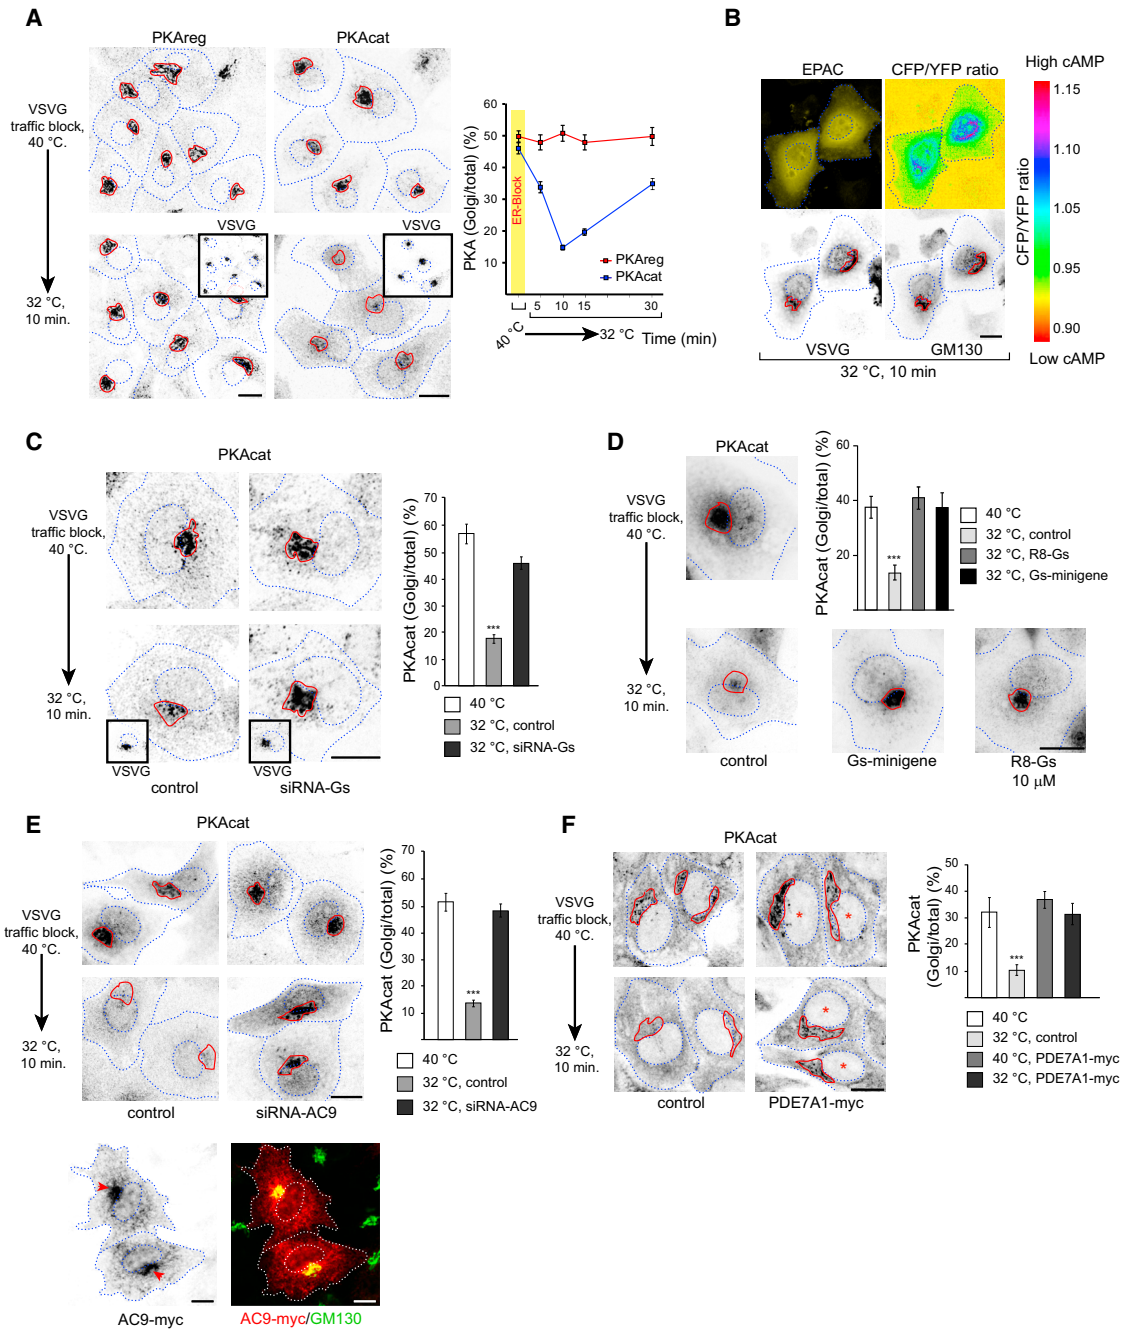 A
PKAreg
PKAcat
VSVG
traffic block,
40 °C.
32 °C,
10 min.
VSVG
VSVG
PKA (Golgi/total) (%)
60
50
40
30
20
10
ER-Block
PKAreg
PKAcat
5
10
15
30
40 °C
32 °C
Time (min)
B
EPAC
CFP/YFP ratio
VSVG
GM130
32 °C, 10 min
High cAMP
1.15
1.10
1.05
0.95
0.90
Low cAMP
CFP/YFP ratio
C
PKAcat
VSVG
traffic block,
40 °C.
32 °C,
10 min.
VSVG
VSVG
control
siRNA-Gs
PKAcat (Golgi/total) (%)
70
60
50
40
30
20
10
0
***
40 °C
32 °C, control
32 °C, siRNA-Gs
D
PKAcat
VSVG
traffic block,
40 °C.
32 °C,
10 min.
PKAcat (Golgi/total) (%)
60
40
20
***
40 °C
32 °C, control
32 °C, R8-Gs
32 °C, Gs-minigene
control
Gs-minigene
R8-Gs
10 µM
E
PKAcat
VSVG
traffic block,
40 °C.
32 °C,
10 min.
control
siRNA-AC9
PKAcat (Golgi/total) (%)
70
60
50
40
30
20
10
***
40 °C
32 °C, control
32 °C, siRNA-AC9
AC9-myc
AC9-myc/GM130
F
PKAcat
VSVG
traffic block,
40 °C.
32 °C,
10 min.
* *
*
*
control
PDE7A1-myc
PKAcat
(Golgi/total) (%)
50
40
30
20
10
***
40 °C
32 °C, control
40 °C, PDE7A1-myc
32 °C, PDE7A1-myc